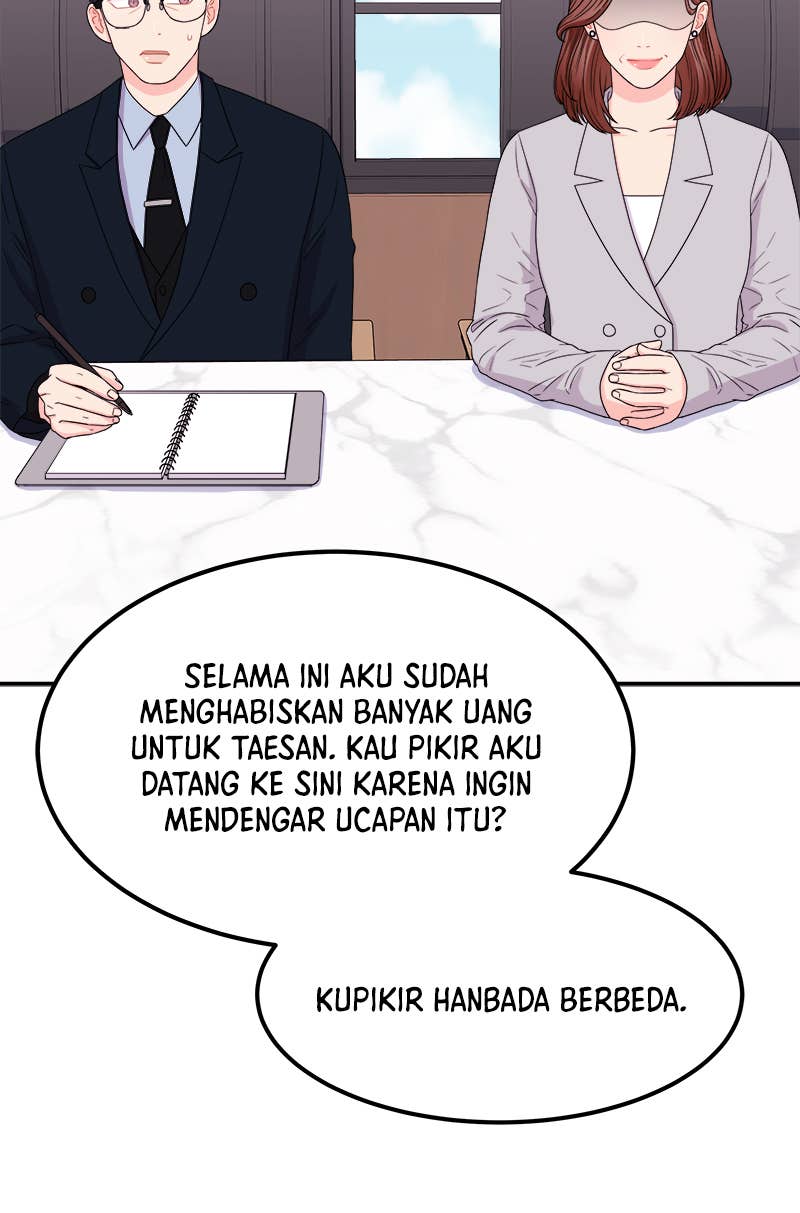 SELAMA INI AKU SUDAH
MENGHABISKAN BANYAK UANG
UNTUK TAESAN. KAU PIKIR AKU
DATANG KE SINI KARENA INGIN
MENDENGAR UCAPAN ITU?
KUPIKIR HANBADA BERBEDA.